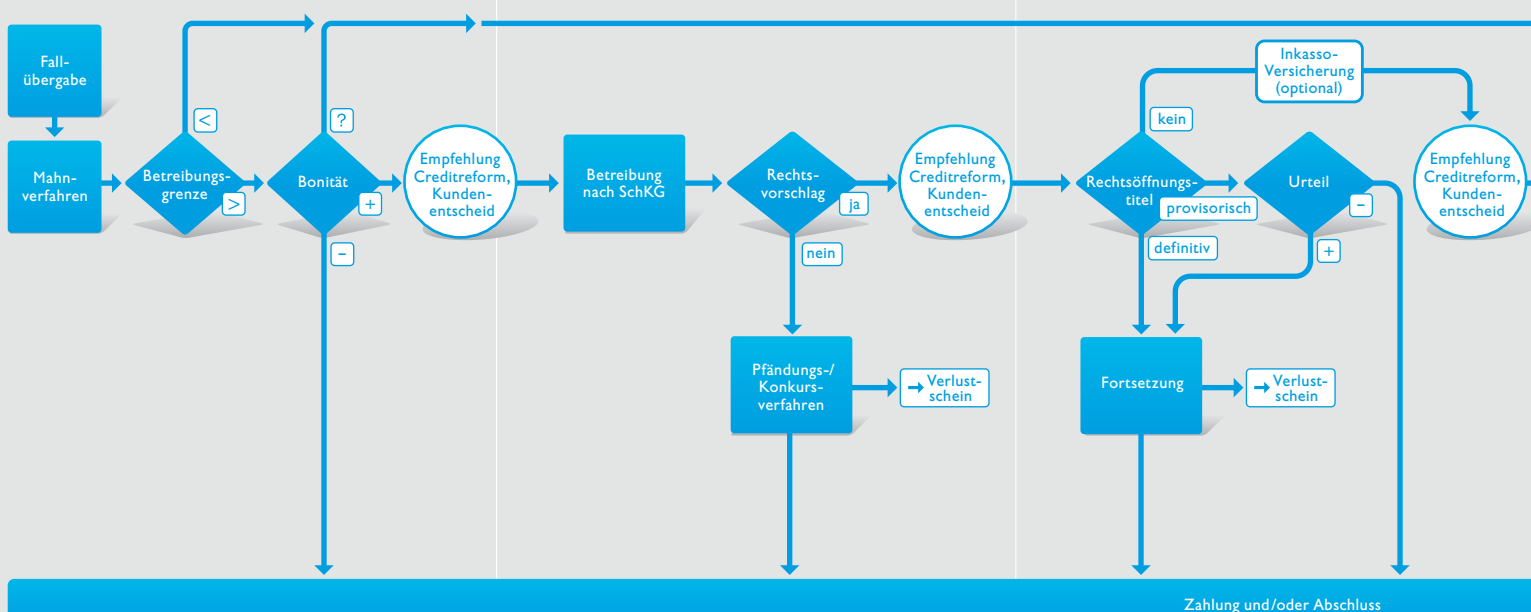 Fall-
übergabe
Mahn-
verfahren
Betreibungs-
grenze
<
>
Bonität
?
+
-
Empfehlung
Creditreform,
Kunden-
entscheid
Betreibung
nach SchKG
Rechts-
vorschlag
ja
nein
Pfändungs-/
Konkurs-
verfahren
→ Verlust-
schein
Empfehlung
Creditreform,
Kunden-
entscheid
Rechtsöffnungs-
titel
kein
provisorisch
definitiv
Inkasso-
Versicherung
(optional)
Urteil
-
+
Fortsetzung
→ Verlust-
schein
Empfehlung
Creditreform,
Kunden-
entscheid
Zahlung und/oder Abschluss